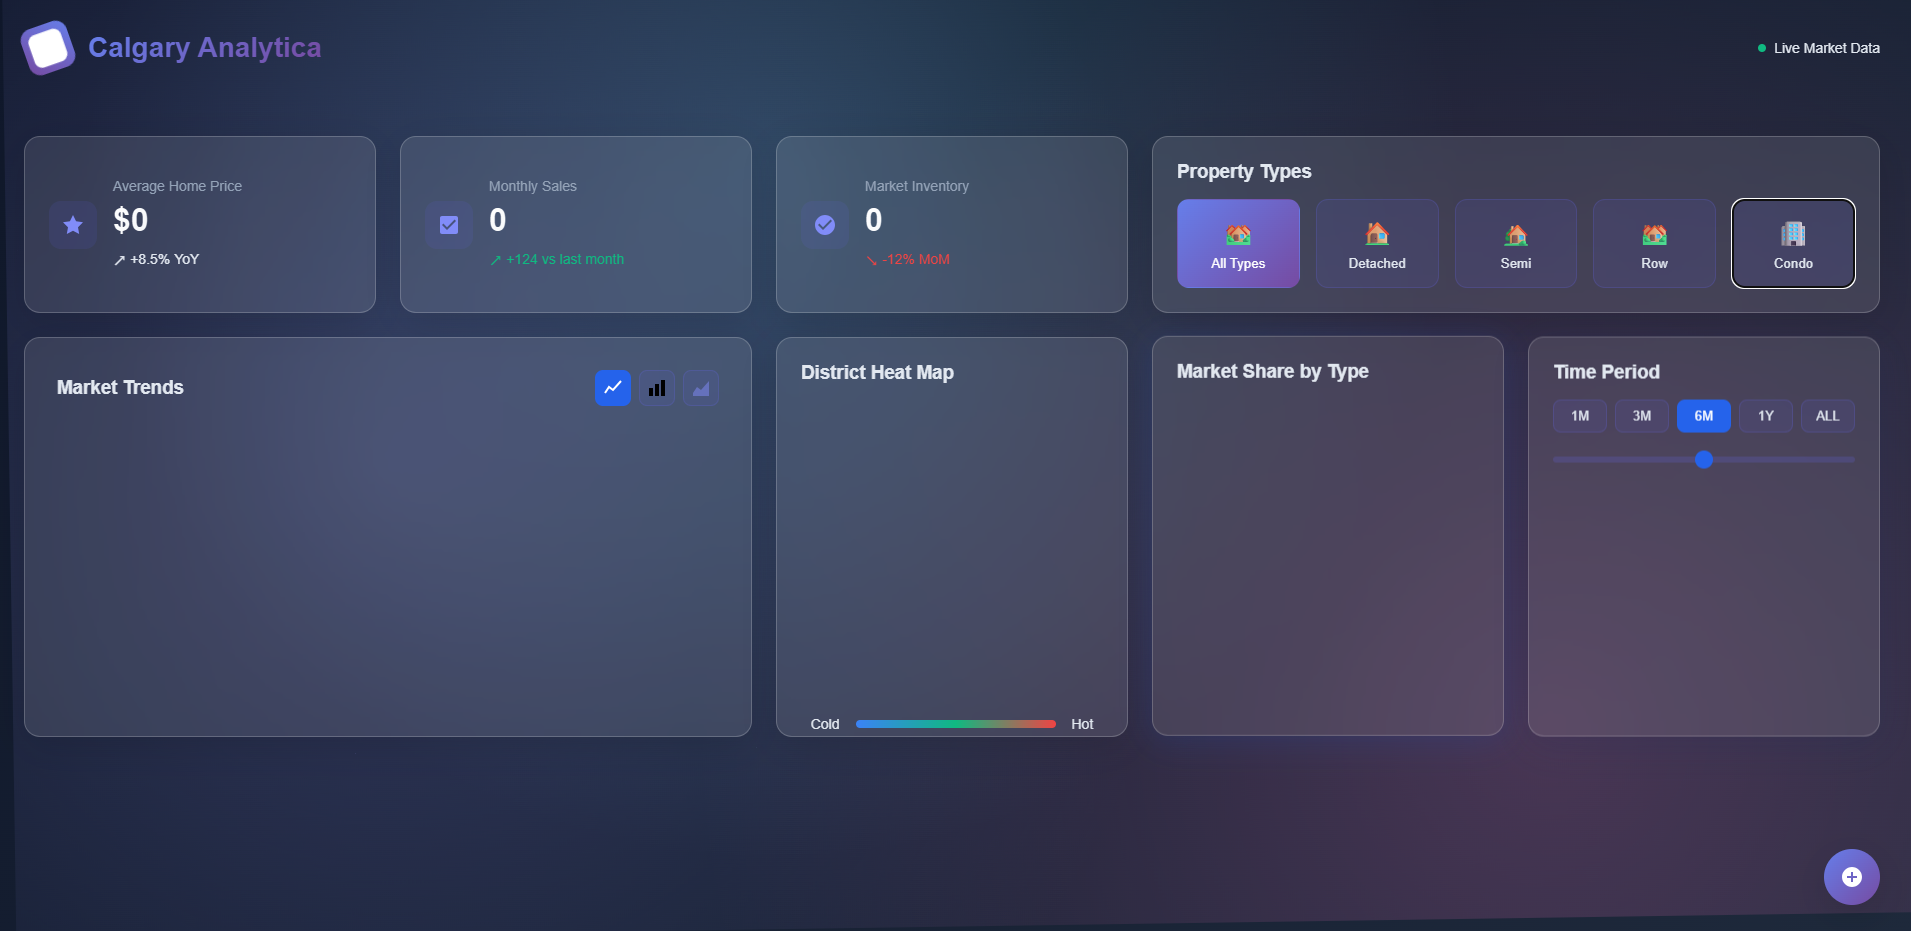 Calgary Analytica
Live Market Data
Average Home Price
$0
↗ +8.5% YoY
Monthly Sales
0
↗ +124 vs last month
Market Inventory
0
↘ -12% MoM
Property Types
All Types
Detached
Semi
Row
Condo
Market Trends
District Heat Map
Cold
Hot
Market Share by Type
Time Period
1M
3M
6M
1Y
ALL